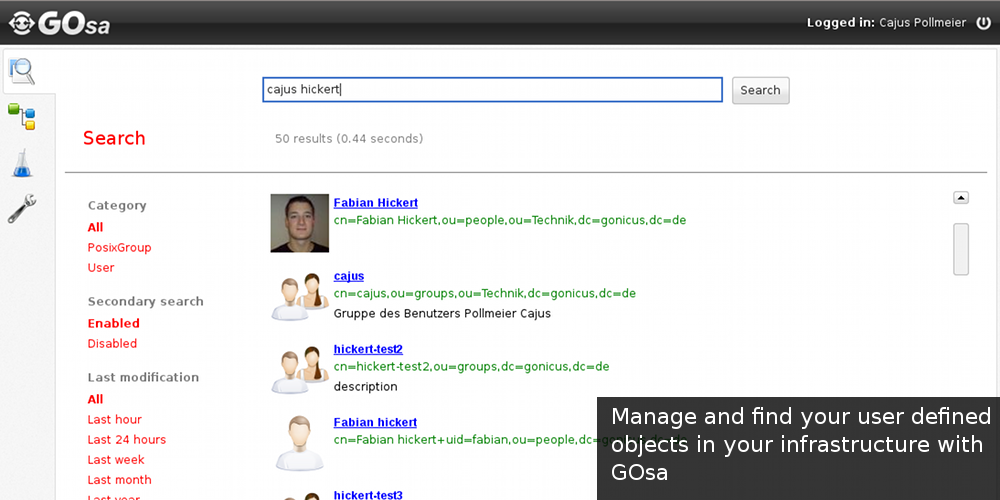 GOsa
Logged in: Cajus Pollmeier
cajus hickert
Search
Search
50 results (0.44 seconds)
Category
All
PosixGroup
User
Secondary search
Enabled
Disabled
Last modification
All
Last hour
Last 24 hours
Last week
Last month
Last year
Fabian Hickert
cn=Fabian Hickert,ou=people,ou=Technik,dc=gonicus,dc=de
cajus
cn=cajus,ou=groups,ou=Technik,dc=gonicus,dc=de
Gruppe des Benutzers Pollmeier Cajus
hickert-test2
cn=hickert-test2,ou=groups,dc=gonicus,dc=de
description
Fabian hickert
cn=Fabian hickert+uid=fabian,ou=people,dc=gonicus,dc=de
hickert-test3
Manage and find your user defined
objects in your infrastructure with
GOsa